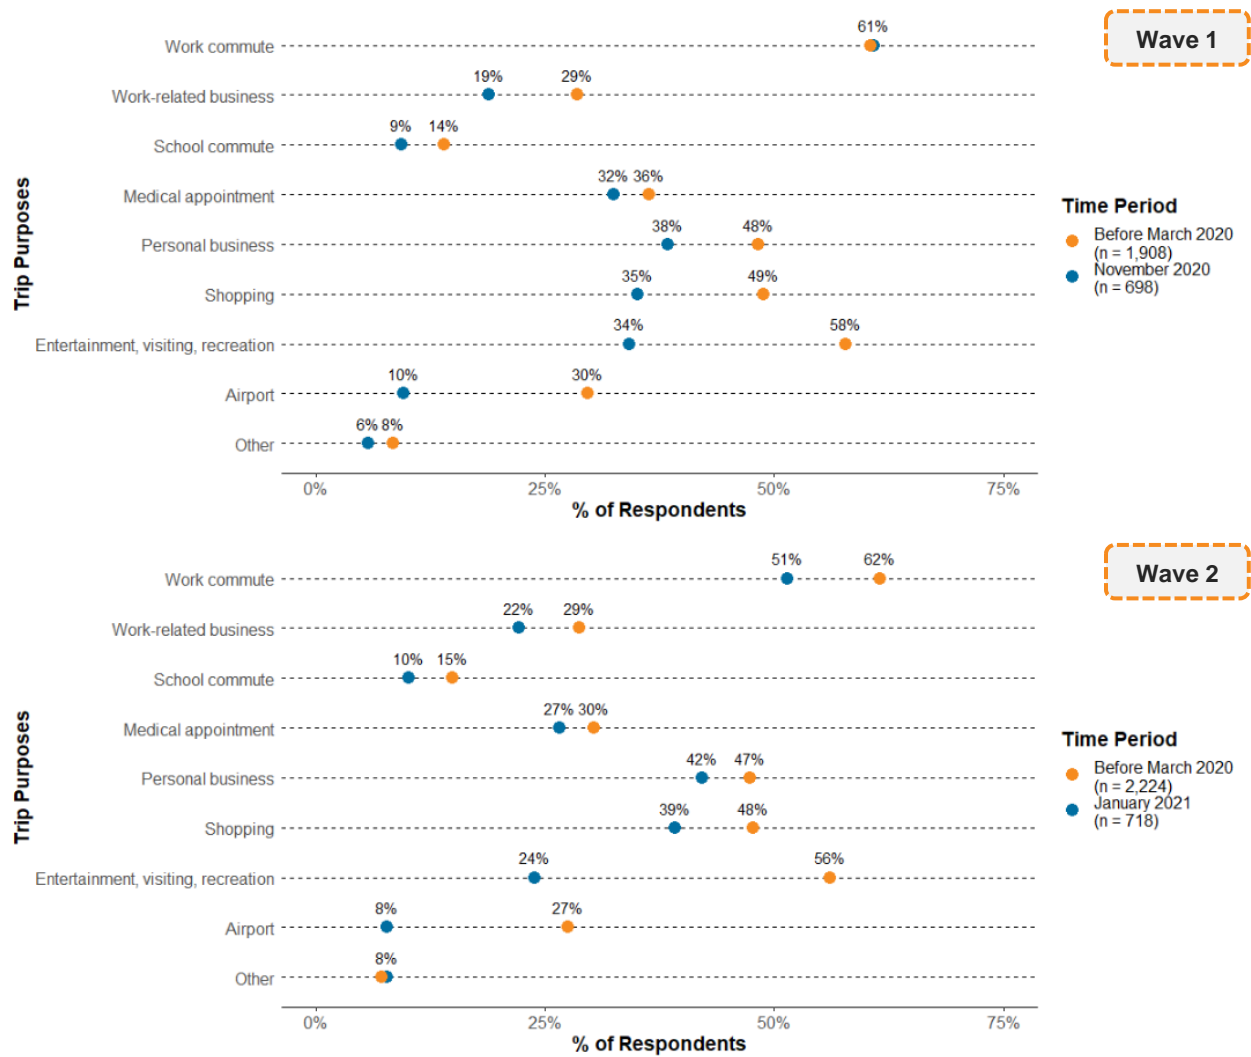 Wave 1
Trip Purposes
Work commute
61%
Work-related business
19% 29%
School commute
9% 14%
Medical appointment
32% 36%
Personal business
38% 48%
Shopping
35% 49%
Entertainment, visiting, recreation
34% 58%
Airport
10% 30%
Other
6% 8%
0% 25% 50% 75%
% of Respondents
Time Period
Before March 2020
(n = 1,908)
November 2020
(n = 698)
Wave 2
Trip Purposes
Work commute
51% 62%
Work-related business
22% 29%
School commute
10% 15%
Medical appointment
27% 30%
Personal business
42% 47%
Shopping
39% 48%
Entertainment, visiting, recreation
24% 56%
Airport
8% 27%
Other
8%
0% 25% 50% 75%
% of Respondents
Time Period
Before March 2020
(n = 2,224)
January 2021
(n = 718)